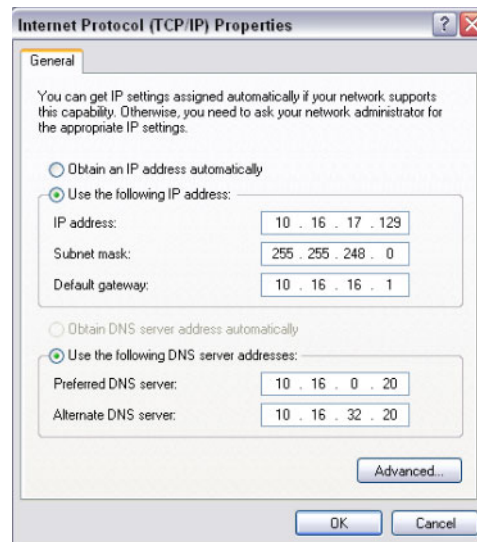 Internet Protocol (TCP/IP) Properties
General
You can get IP settings assigned automatically if your network supports
this capability. Otherwise, you need to ask your network administrator for
the appropriate IP settings.
Obtain an IP address automatically
Use the following IP address:
IP address: 10 . 16 . 17 . 129
Subnet mask: 255 . 255 . 248 . 0
Default gateway: 10 . 16 . 16 . 1
Obtain DNS server address automatically
Use the following DNS server addresses:
Preferred DNS server: 10 . 16 . 0 . 20
Alternate DNS server: 10 . 16 . 32 . 20
Advanced...
OK Cancel